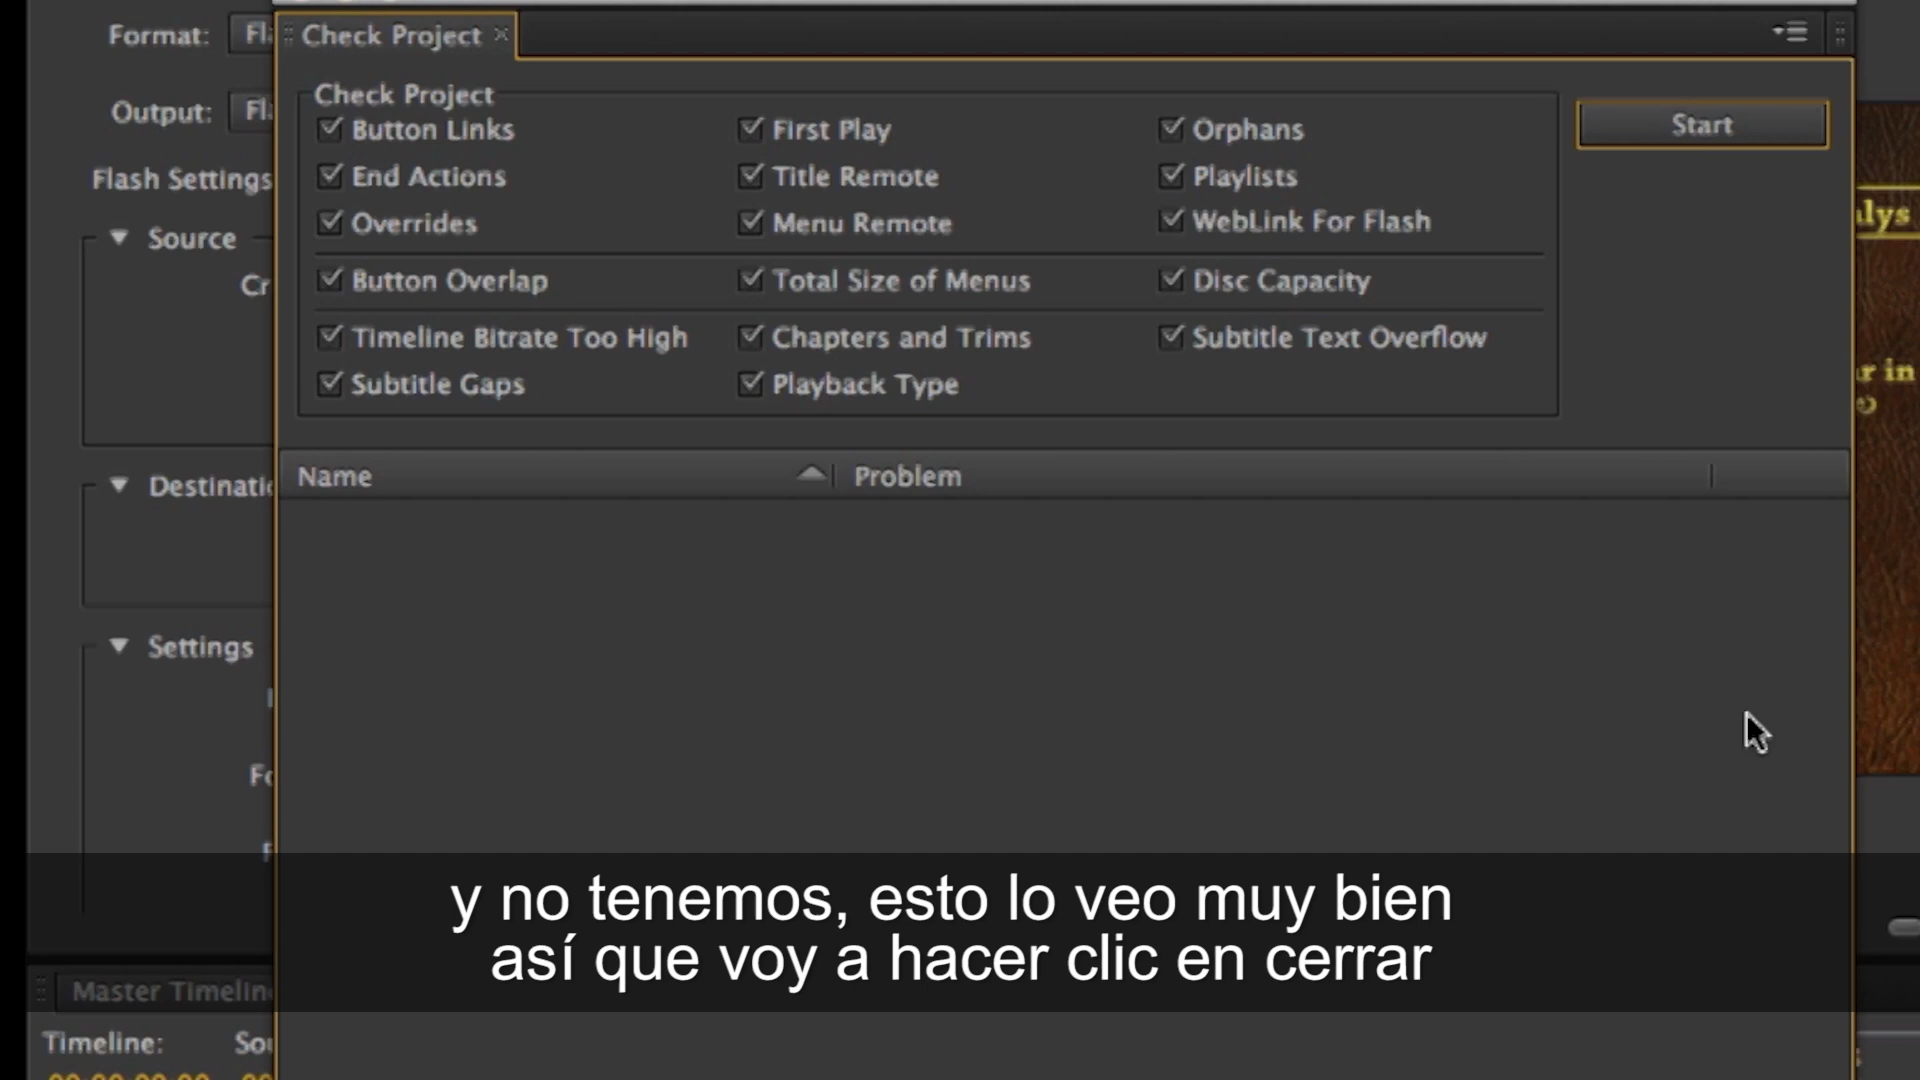 Format:
Output:
Flash Settings
Source
Settings
Check Project
Check Project
Button Links
First Play
Orphans
Start
End Actions
Title Remote
Playlists
Overrides
Menu Remote
WebLink For Flash
Button Overlap
Total Size of Menus
Disc Capacity
Timeline Bitrate Too High
Chapters and Trims
Subtitle Text Overflow
Subtitle Gaps
Playback Type
Name
Problem
r in
y no tenemos, esto lo veo muy bien
así que voy a hacer clic en cerrar
Master
Timeline: